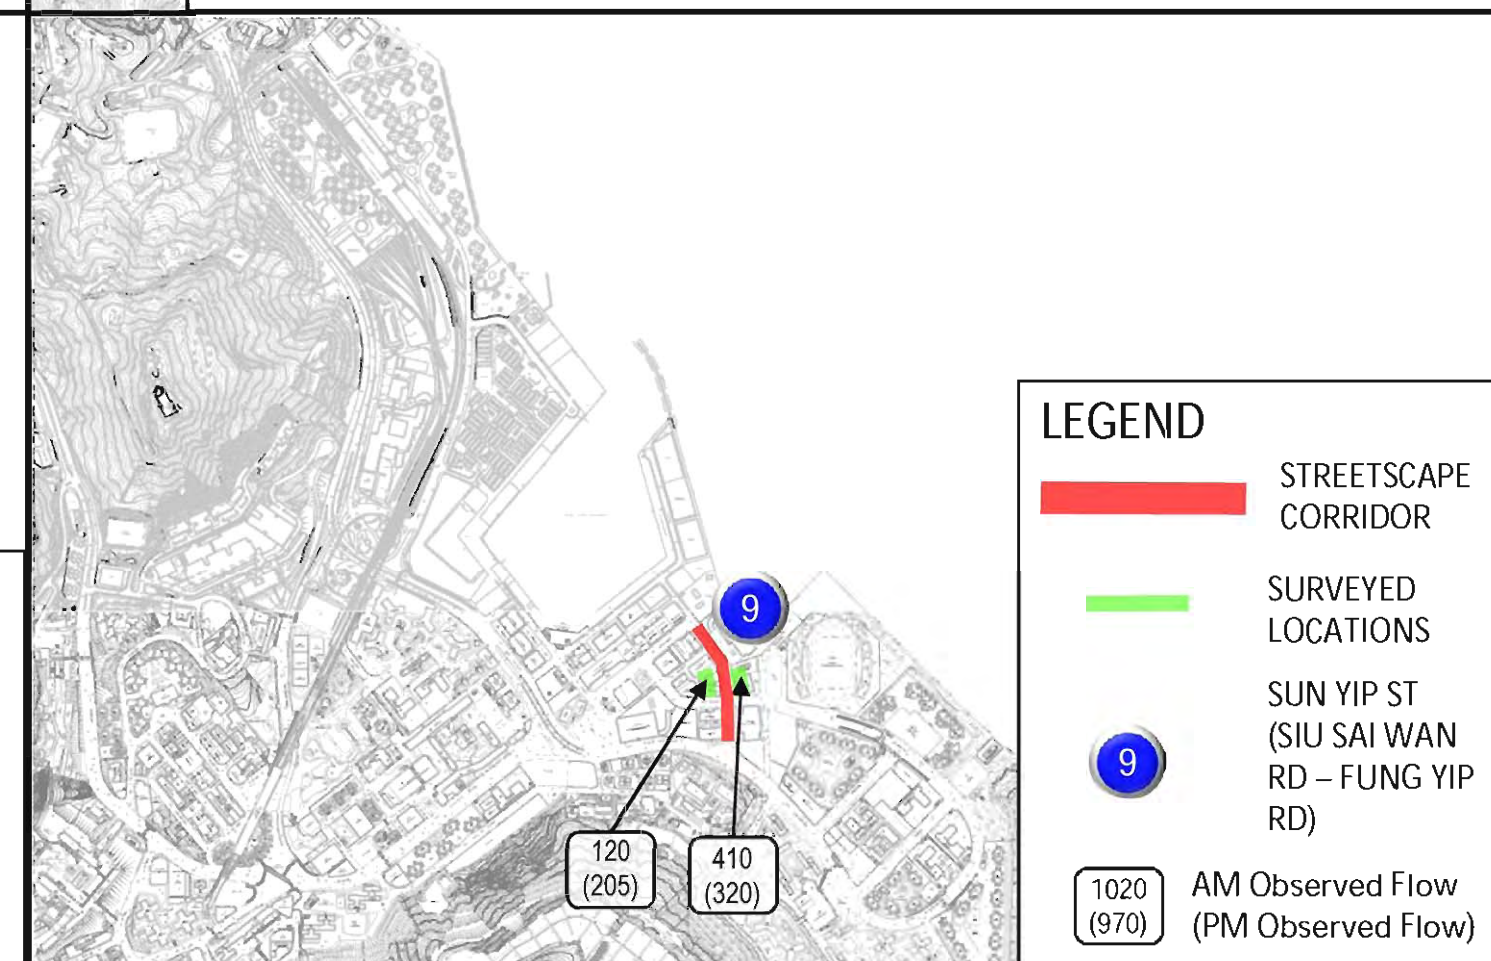 9
120
(205)
410
(320)
LEGEND
STREETSCAPE
CORRIDOR
SURVEYED
LOCATIONS
9
SUN YIP ST
(SIU SAI WAN
RD – FUNG YIP
RD)
1020
(970)
AM Observed Flow
(PM Observed Flow)